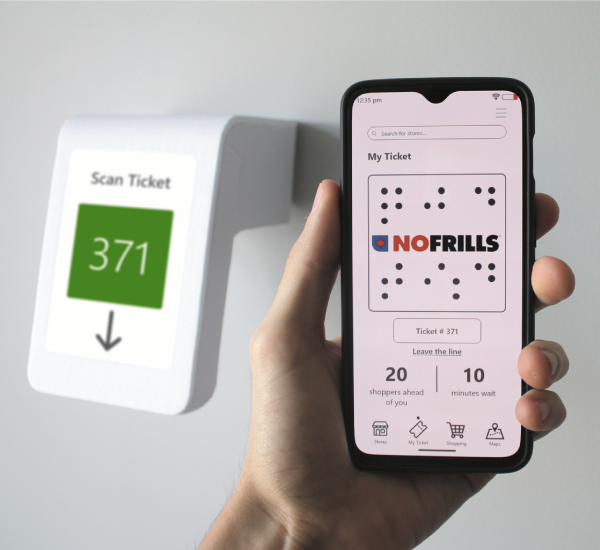 Scan Ticket
371
12:35 pm
Search for stores...
My Ticket
NOFRILLS
Ticket # 371
Leave the line
20
shoppers ahead
of you
10
minutes wait
Stores
My Ticket
Shopping
Maps